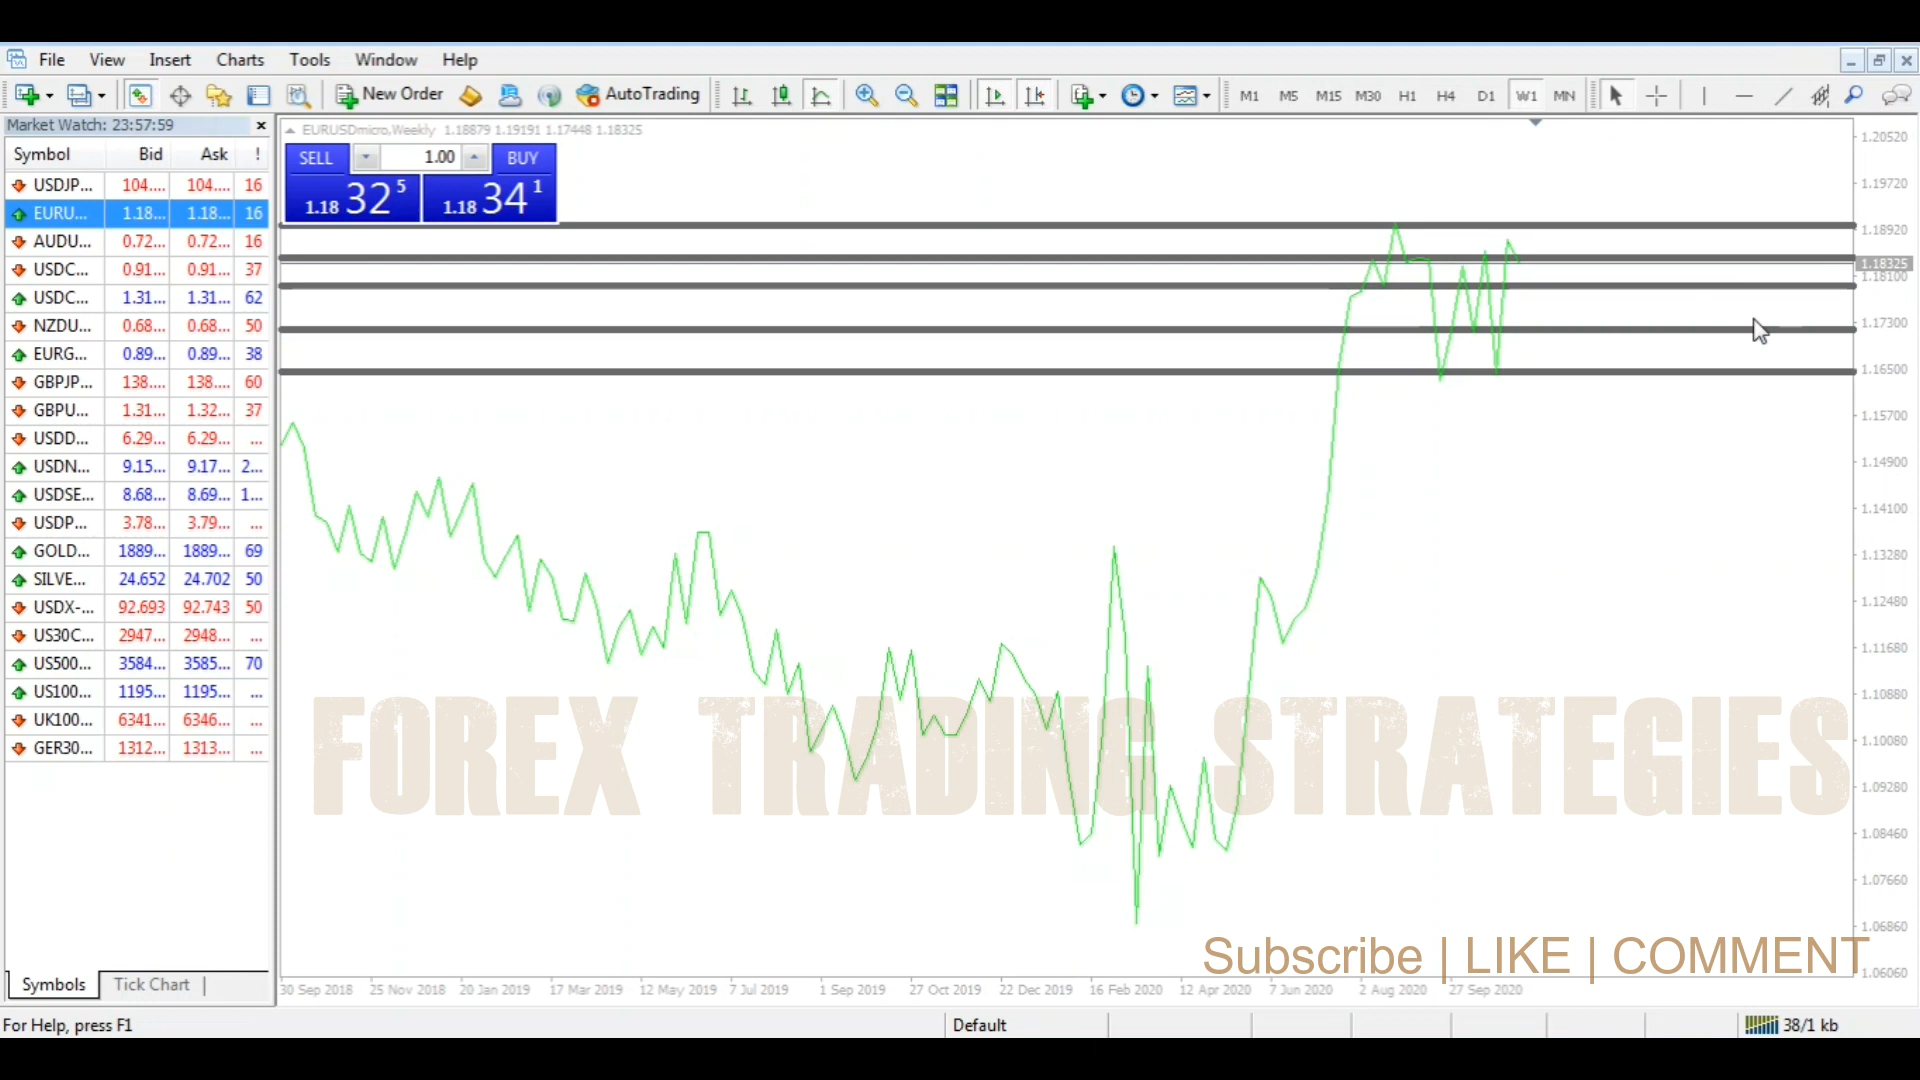 File View Insert Charts Tools Window Help
New Order AutoTrading M1 M5 M15 M30 H1 H4 D1 W1 MN
Market Watch: 23:57:59
Symbol Bid Ask !
USDJP... 104.... 104.... 16
EURU... 1.18... 1.18... 16
AUDU... 0.72... 0.72... 16
USDC... 0.91... 0.91... 37
USDC... 1.31... 1.31... 62
NZDU... 0.68... 0.68... 50
EURG... 0.89... 0.89... 38
GBPJP... 138.... 138.... 60
GBPU... 1.31... 1.32... 37
USDD... 6.29... 6.29... ...
USDN... 9.15... 9.17... 2...
USDSE... 8.68... 8.69... 1...
USDP... 3.78... 3.79... ...
GOLD... 1889... 1889... 69
SILVE... 24.652 24.702 50
USDX-... 92.693 92.743 50
US30C... 2947... 2948... ...
US500... 3584... 3585... 70
US100... 1195... 1195... ...
UK100... 6341... 6346... ...
GER30... 1312... 1313... ...
Symbols Tick Chart
EURUSDmicro,Weekly 1.18879 1.19191 1.17448 1.18325
SELL 1.00 BUY
1.18 32 5 1.18 34 1
1.20520
1.19720
1.18920
1.18325
1.18100
1.17300
1.16500
1.15700
1.14900
1.14100
1.13280
1.12480
1.11680
1.10880
1.10080
1.09280
1.08460
1.07660
1.06860
1.06060
FOREX TRADING STRATEGIES
Subscribe | LIKE | COMMENT
30 Sep 2018 25 Nov 2018 20 Jan 2019 17 Mar 2019 12 May 2019 7 Jul 2019 1 Sep 2019 27 Oct 2019 22 Dec 2019 16 Feb 2020 12 Apr 2020 7 Jun 2020 2 Aug 2020 27 Sep 2020
For Help, press F1 Default 38/1 kb